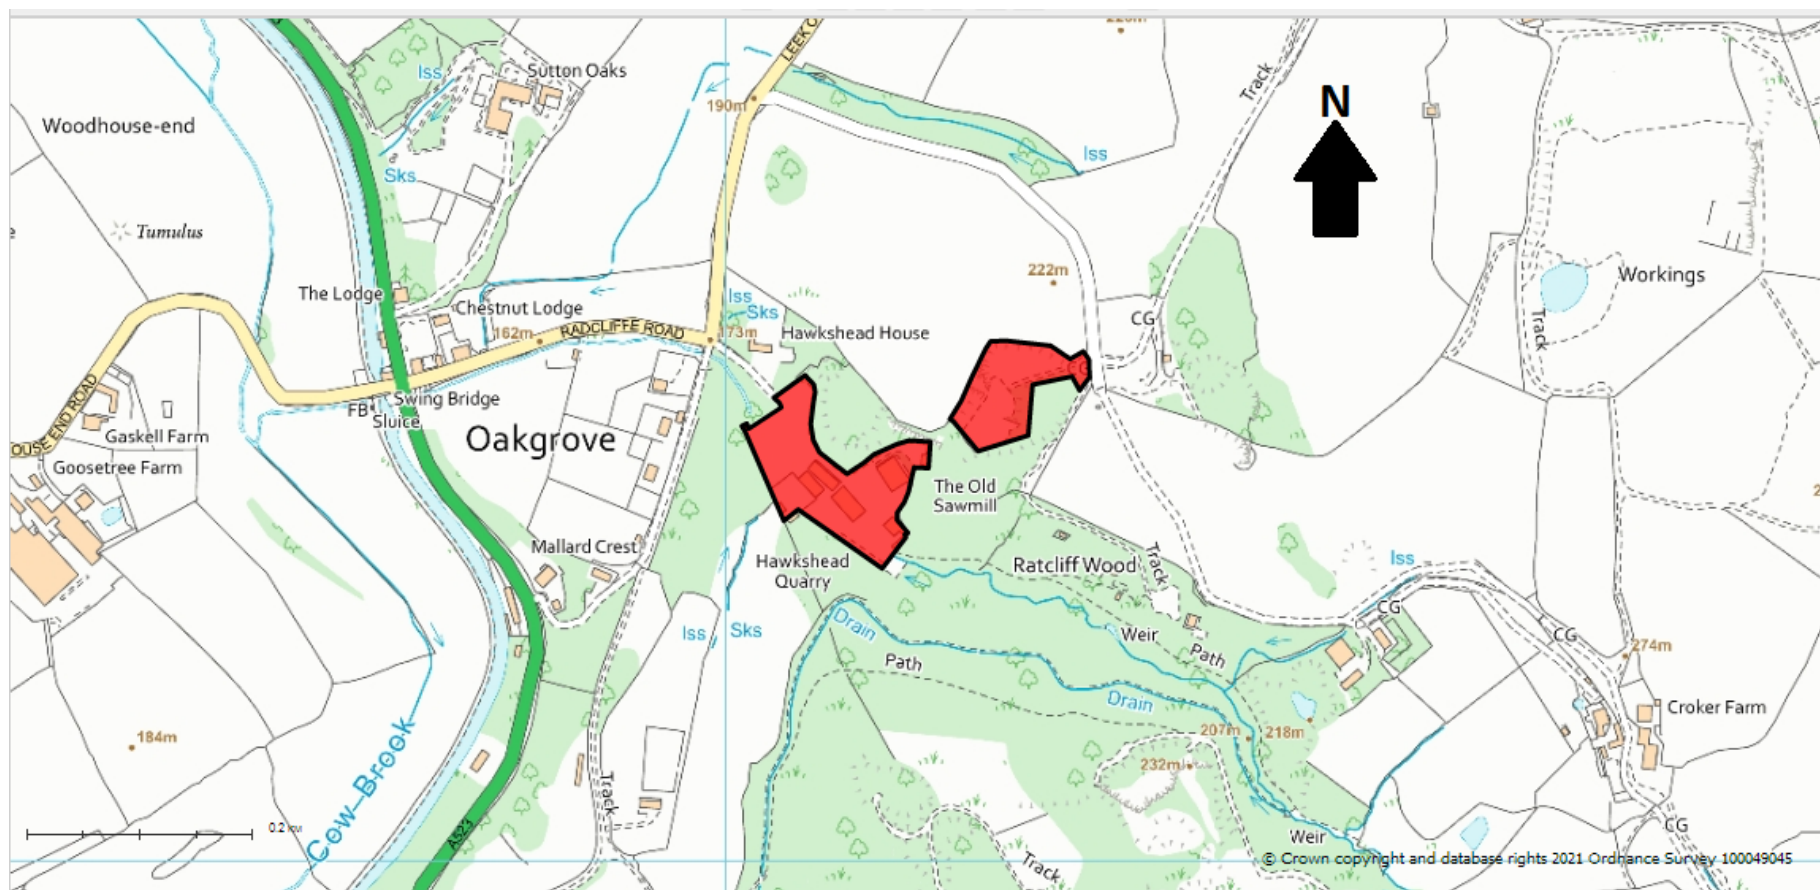 Iss
Sutton Oaks
LEEK O
190m
Track
N
Woodhouse-end
Sks
Iss
Tumulus
222m
Workings
The Lodge
Iss
Sks
Chestnut Lodge
162m
RADCLIFFE ROAD
173m
Hawkshead House
CG
Track
OUSE END ROAD
FB
Swing Bridge
Sluice
Gaskell Farm
Goosetree Farm
Oakgrove
The Old
Sawmill
Mallard Crest
Hawkshead
Quarry
Ratcliff Wood
Track
Iss
CG
Iss
Sks
Drain
Weir
Path
Path
CG
274m
Drain
Croker Farm
184m
207m
218m
232m
Cow Brook
Track
0.2 KM
A523
Weir
CG
Track
© Crown copyright and database rights 2021 Ordnance Survey 100049045